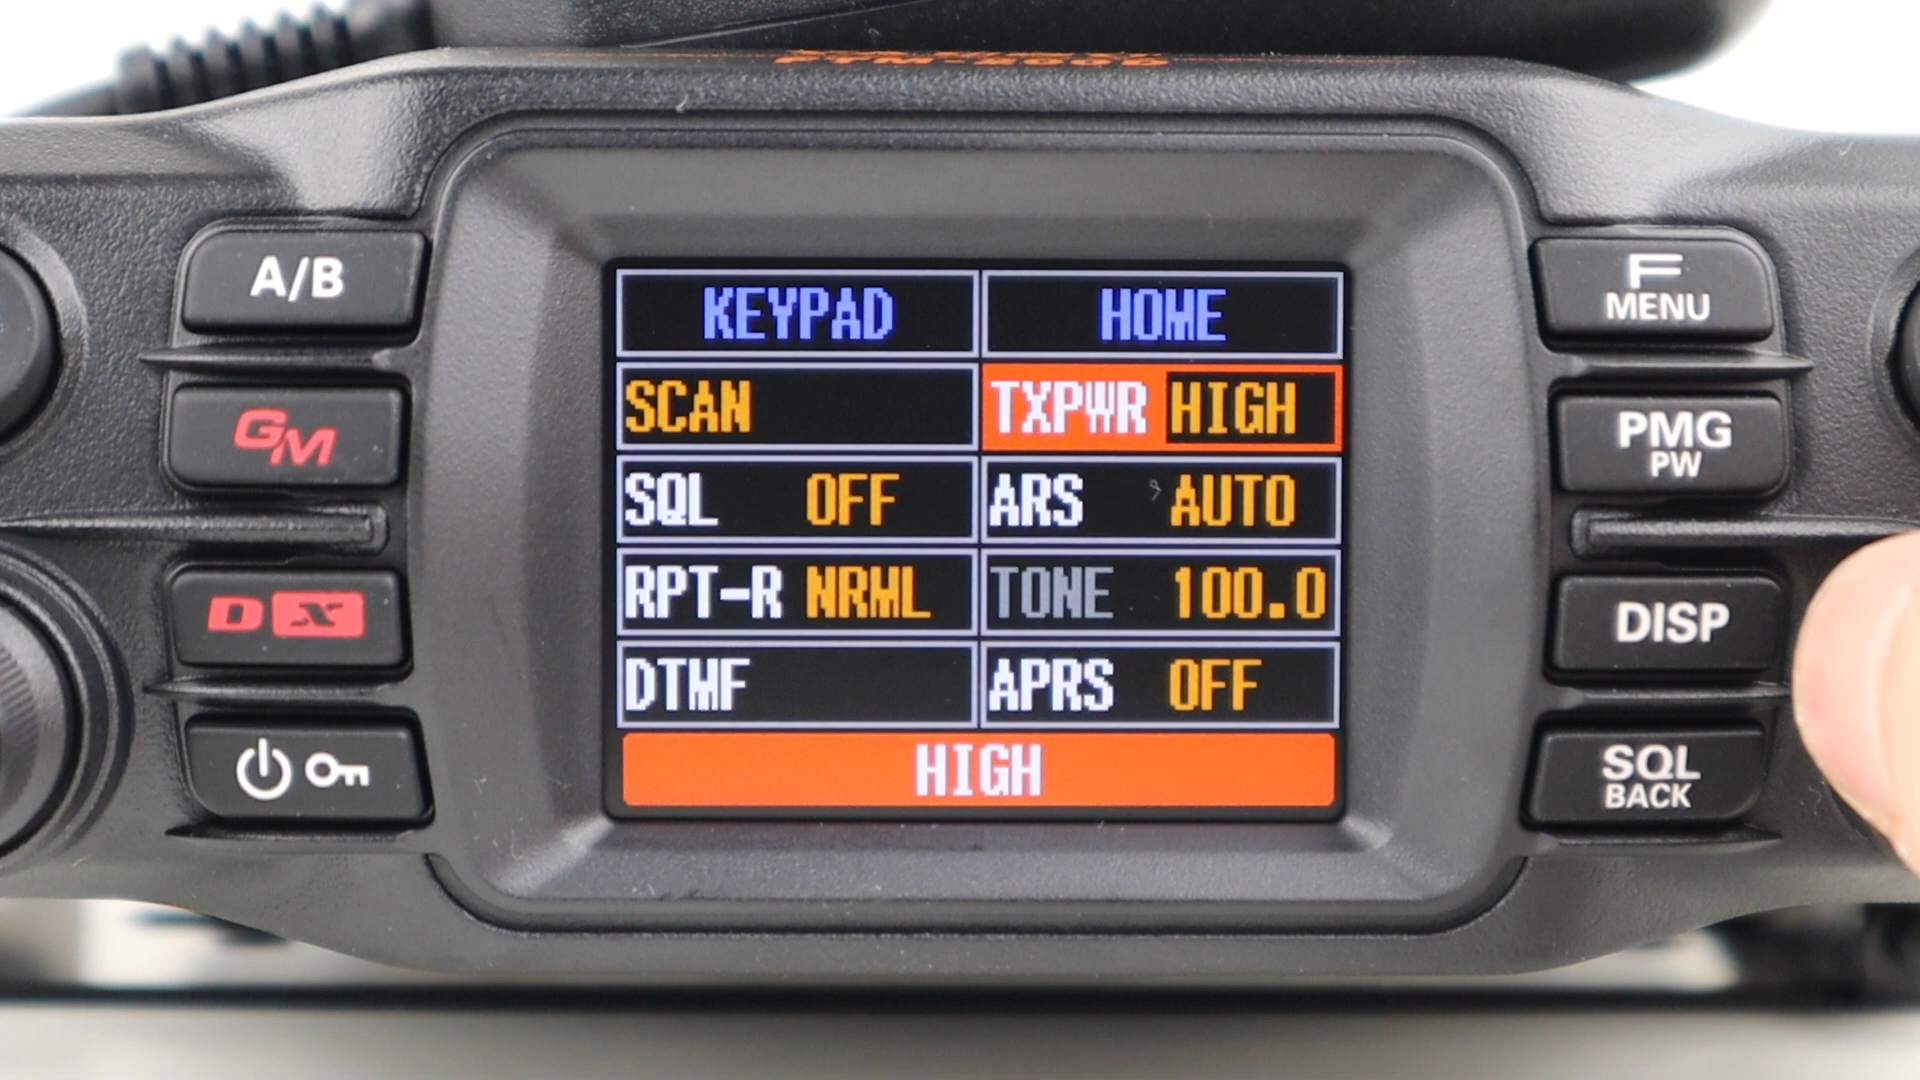 A/B
GM
DX
KEYPAD HOME
SCAN TXPWR HIGH
SQL OFF ARS AUTO
RPT-R NRML TONE 100.0
DTMF APRS OFF
HIGH
F
MENU
PMG
PW
DISP
SQL
BACK